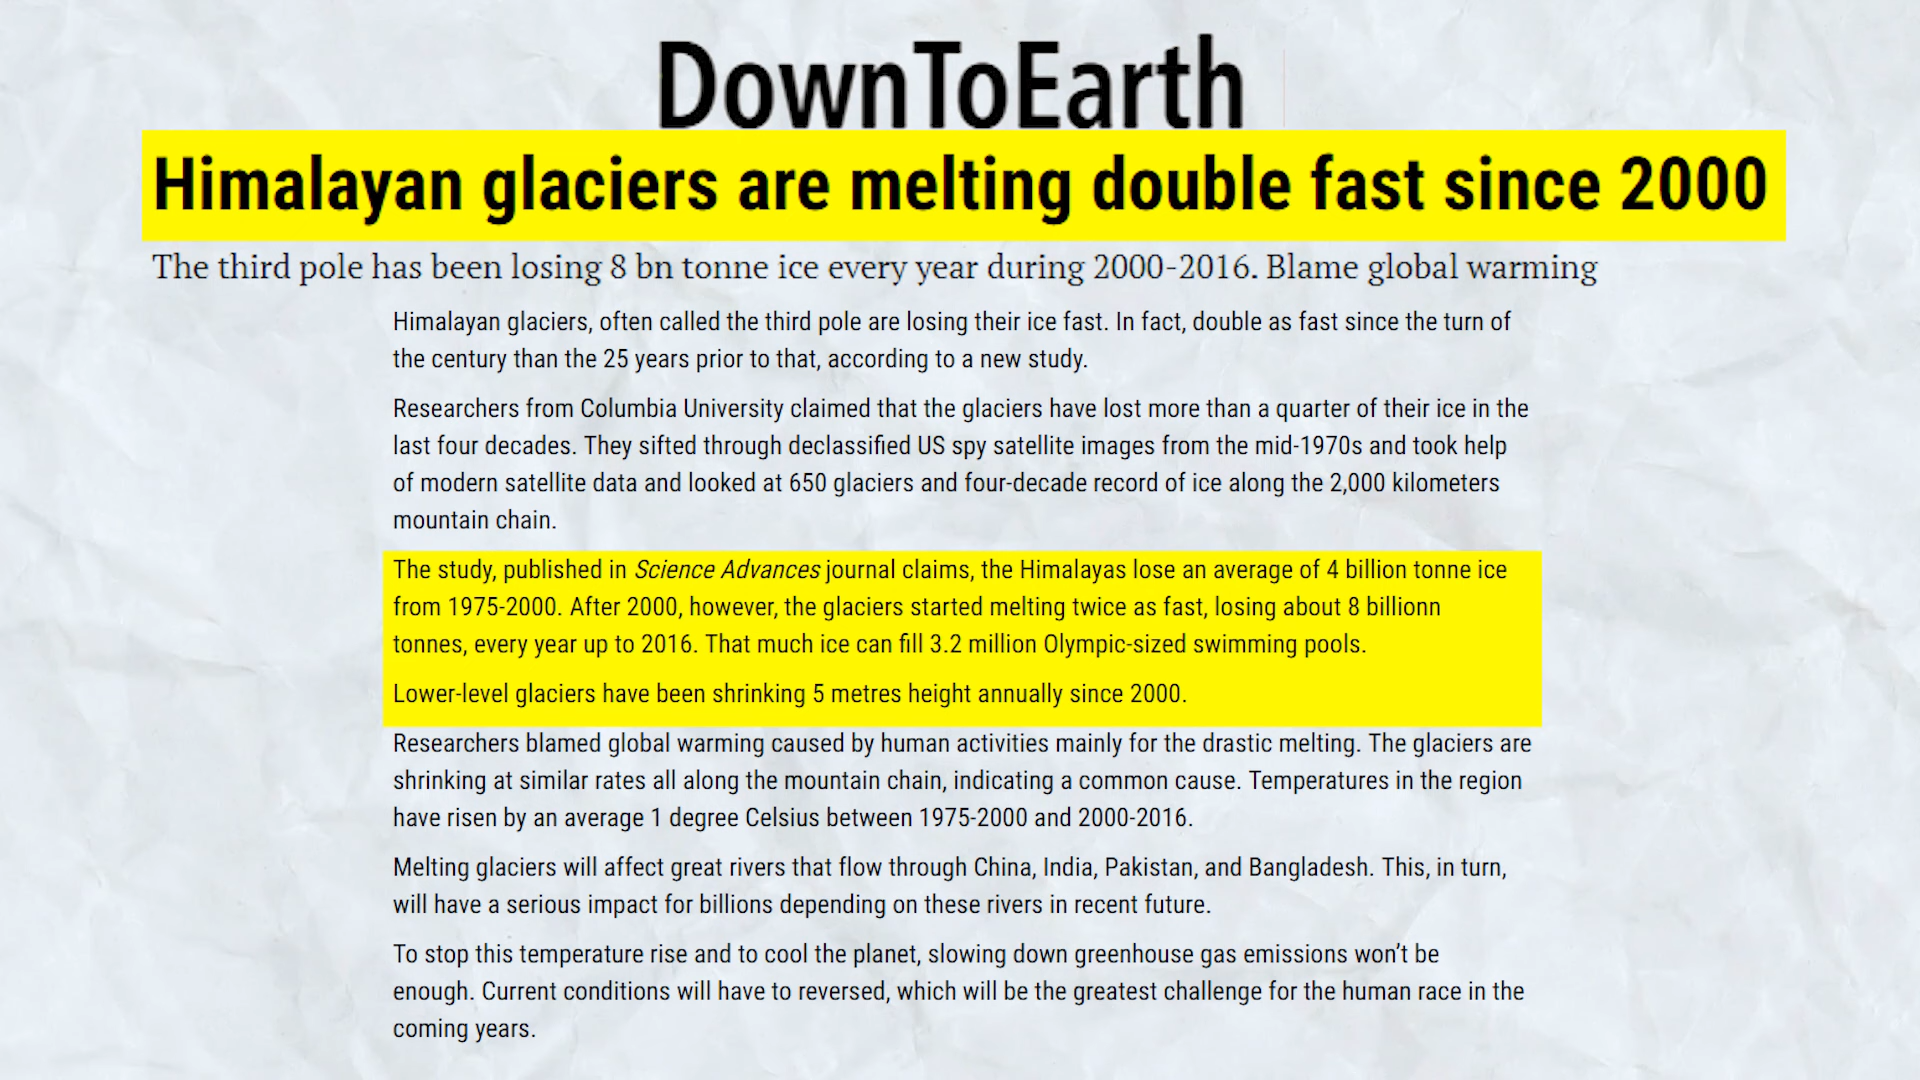 DownToEarth
Himalayan glaciers are melting double fast since 2000
The third pole has been losing 8 bn tonne ice every year during 2000-2016. Blame global warming
Himalayan glaciers, often called the third pole are losing their ice fast. In fact, double as fast since the turn of
the century than the 25 years prior to that, according to a new study.
Researchers from Columbia University claimed that the glaciers have lost more than a quarter of their ice in the
last four decades. They sifted through declassified US spy satellite images from the mid-1970s and took help
of modern satellite data and looked at 650 glaciers and four-decade record of ice along the 2,000 kilometers
mountain chain.
The study, published in Science Advances journal claims, the Himalayas lose an average of 4 billion tonne ice
from 1975-2000. After 2000, however, the glaciers started melting twice as fast, losing about 8 billionn
tonnes, every year up to 2016. That much ice can fill 3.2 million Olympic-sized swimming pools.
Lower-level glaciers have been shrinking 5 metres height annually since 2000.
Researchers blamed global warming caused by human activities mainly for the drastic melting. The glaciers are
shrinking at similar rates all along the mountain chain, indicating a common cause. Temperatures in the region
have risen by an average 1 degree Celsius between 1975-2000 and 2000-2016.
Melting glaciers will affect great rivers that flow through China, India, Pakistan, and Bangladesh. This, in turn,
will have a serious impact for billions depending on these rivers in recent future.
To stop this temperature rise and to cool the planet, slowing down greenhouse gas emissions won’t be
enough. Current conditions will have to reversed, which will be the greatest challenge for the human race in the
coming years.